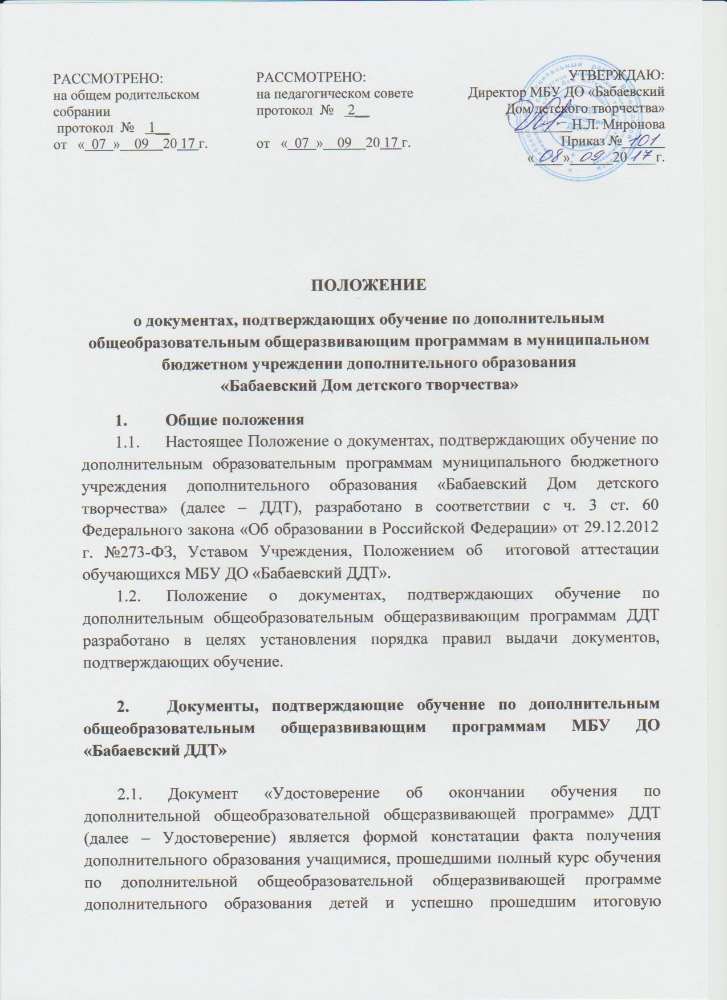 РАССМОТРЕНО:
на общем родительском
собрании
протокол № 1
от « 07 » 09 20 17 г.
РАССМОТРЕНО:
на педагогическом совете
протокол № 2
от « 07 » 09 20 17 г.
УТВЕРЖДАЮ:
Директор МБУ ДО «Бабаевский
Дом детского творчества»
Н.Л. Миронова
Приказ № 101
« 08 » 09 20 17 г.
ПОЛОЖЕНИЕ
о документах, подтверждающих обучение по дополнительным
общеобразовательным общеразвивающим программам в муниципальном
бюджетном учреждении дополнительного образования
«Бабаевский Дом детского творчества»
1. Общие положения
1.1. Настоящее Положение о документах, подтверждающих обучение по
дополнительным образовательным программам муниципального бюджетного
учреждения дополнительного образования «Бабаевский Дом детского
творчества» (далее – ДДТ), разработано в соответствии с ч. 3 ст. 60
Федерального закона «Об образовании в Российской Федерации» от 29.12.2012
г. №273-ФЗ, Уставом Учреждения, Положением об итоговой аттестации
обучающихся МБУ ДО «Бабаевский ДДТ».
1.2. Положение о документах, подтверждающих обучение по
дополнительным общеобразовательным общеразвивающим программам ДДТ
разработано в целях установления порядка правил выдачи документов,
подтверждающих обучение.
2. Документы, подтверждающие обучение по дополнительным
общеобразовательным общеразвивающим программам МБУ ДО
«Бабаевский ДДТ»
2.1. Документ «Удостоверение об окончании обучения по
дополнительной общеобразовательной общеразвивающей программе» ДДТ
(далее – Удостоверение) является формой констатации факта получения
дополнительного образования учащимися, прошедшими полный курс обучения
по дополнительной общеобразовательной общеразвивающей программе
дополнительного образования детей и успешно прошедшим итоговую